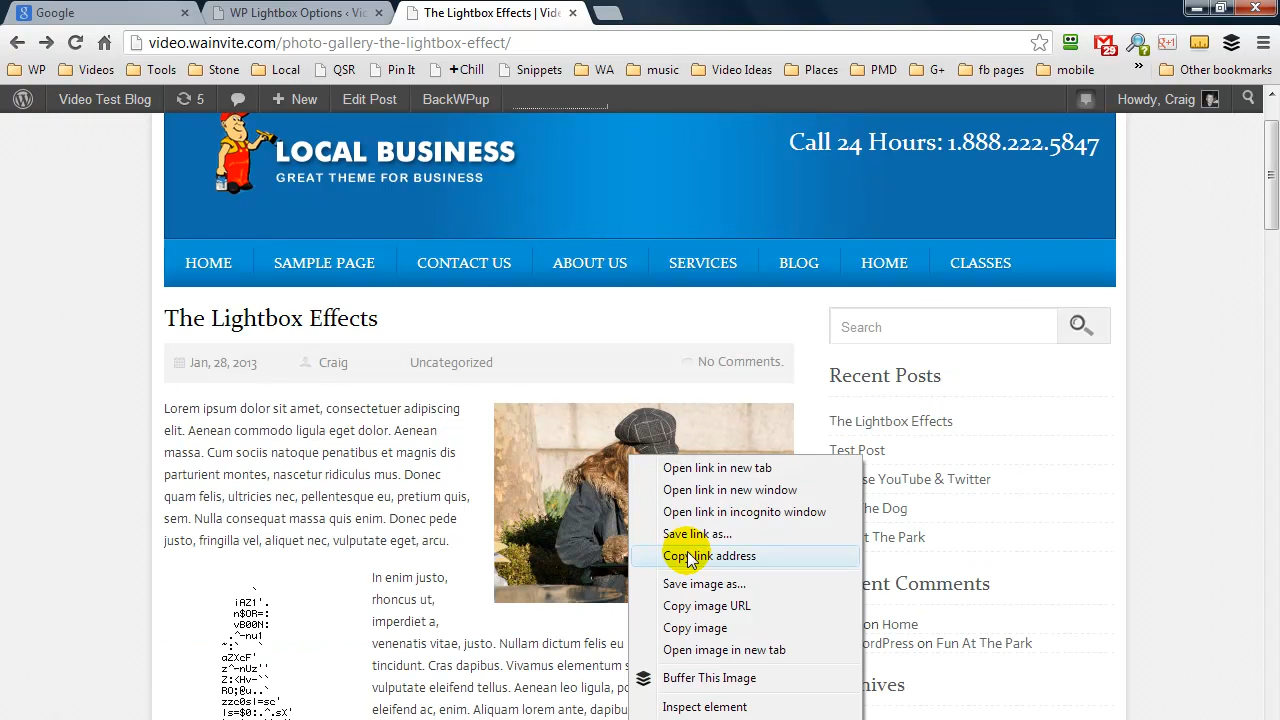 Google
WP Lightbox Options ‹ Vic
The Lightbox Effects | Vide
video.wainvite.com/photo-gallery-the-lightbox-effect/
29
WP Videos Tools Stone Local QSR Pin It +Chill Snippets WA music Video Ideas Places PMD G+ fb pages mobile » Other bookmarks
Video Test Blog 5 + New Edit Post BackWPup Howdy, Craig
LOCAL BUSINESS
GREAT THEME FOR BUSINESS
Call 24 Hours: 1.888.222.5847
HOME SAMPLE PAGE CONTACT US ABOUT US SERVICES BLOG HOME CLASSES
The Lightbox Effects
Jan, 28, 2013 Craig Uncategorized No Comments.
Lorem ipsum dolor sit amet, consectetuer adipiscing
elit. Aenean commodo ligula eget dolor. Aenean
massa. Cum sociis natoque penatibus et magnis dis
parturient montes, nascetur ridiculus mus. Donec
quam felis, ultricies nec, pellentesque eu, pretium quis,
sem. Nulla consequat massa quis enim. Donec pede
justo, fringilla vel, aliquet nec, vulputate eget, arcu.
In enim justo,
rhoncus ut,
imperdiet a,
venenatis vitae, justo. Nullam dictum felis eu
tincidunt. Cras dapibus. Vivamus elementum s
vulputate eleifend tellus. Aenean leo ligula, po
eleifend ac, enim. Aliquam
Open link in new tab
Open link in new window
Open link in incognito window
Save link as...
Copy link address
Save image as...
Copy image URL
Copy image
Open image in new tab
Buffer This Image
Inspect element
Search
Recent Posts
The Lightbox Effects
Test Post
se YouTube & Twitter
The Dog
t The Park
ent Comments
on Home
ordPress on Fun At The Park
nives